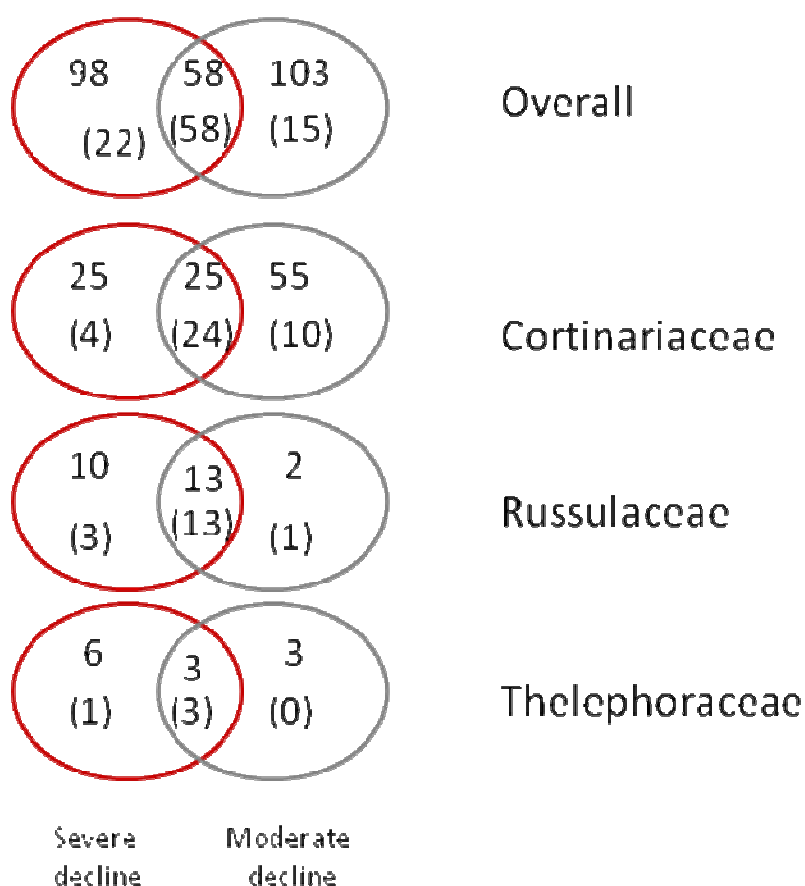 98 58 103 Overall
(22) (58) (15)
25 25 55 Cortinariaceae
(4) (24) (10)
10 13 2 Russulaceae
(3) (13) (1)
6 3 3 Thelephoraceae
(1) (3) (0)
Severe Moderate
decline decline